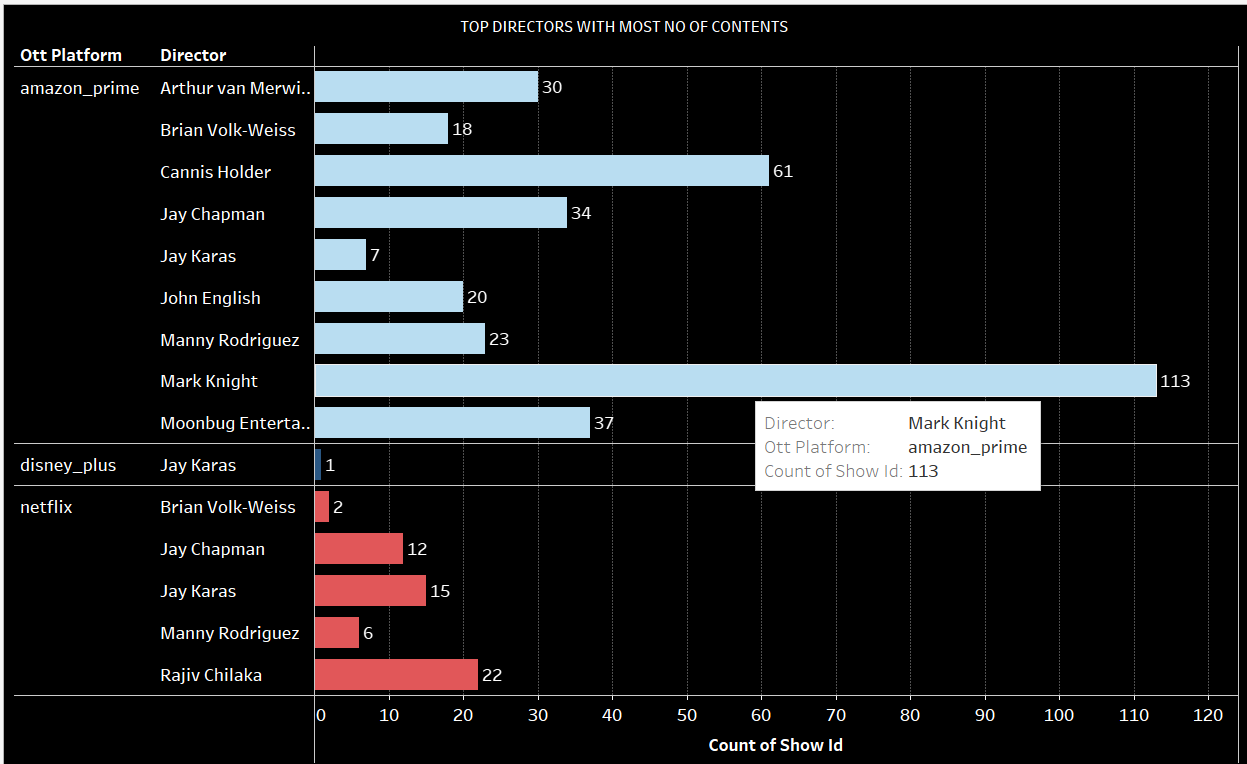 TOP DIRECTORS WITH MOST NO OF CONTENTS
Ott Platform Director
amazon_prime Arthur van Merwi.. 30
Brian Volk-Weiss 18
Cannis Holder 61
Jay Chapman 34
Jay Karas 7
John English 20
Manny Rodriguez 23
Mark Knight 113
Moonbug Enterta.. 37
Director: Mark Knight
Ott Platform: amazon_prime
Count of Show Id: 113
disney_plus Jay Karas 1
netflix Brian Volk-Weiss 2
Jay Chapman 12
Jay Karas 15
Manny Rodriguez 6
Rajiv Chilaka 22
0 10 20 30 40 50 60 70 80 90 100 110 120
Count of Show Id